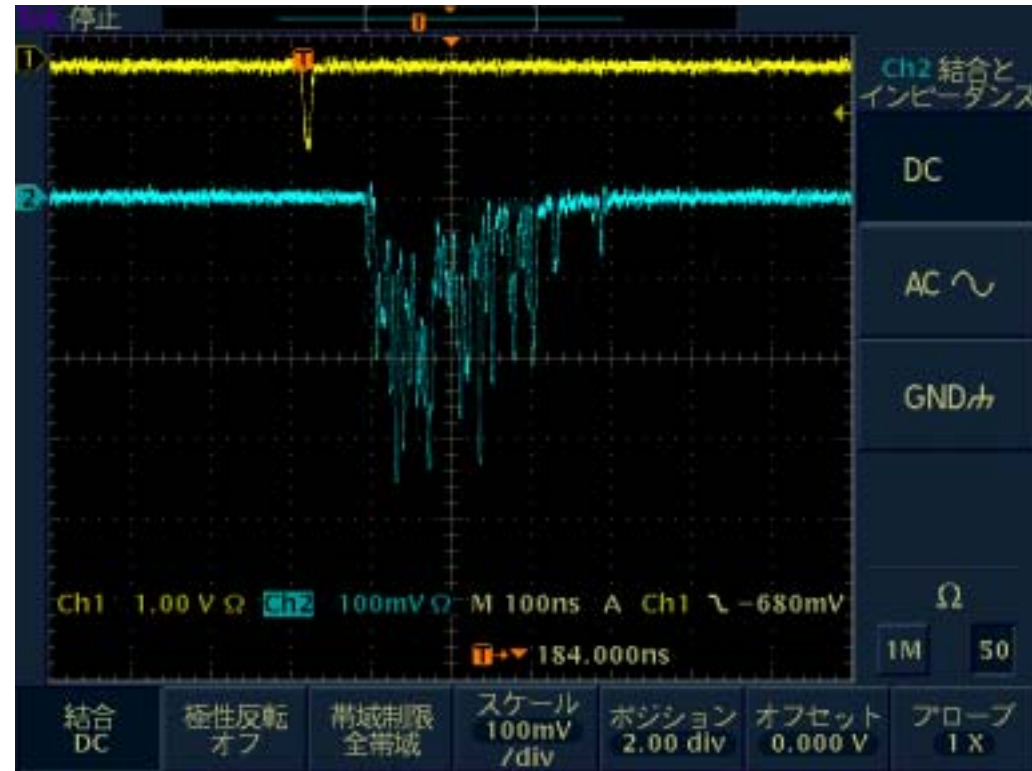 停止
T
T
1
2
Ch2 結合と
インピーダンス
DC
AC
GND
Ω
1M 50
Ch1 1.00 V Ω Ch2 100mV Ω M 100ns A Ch1 -680mV
T 184.000ns
結合
DC
極性反転
オフ
帯域制限
全帯域
スケール
100mV
/div
ポジション
2.00 div
オフセット
0.000 V
プローブ
1 X